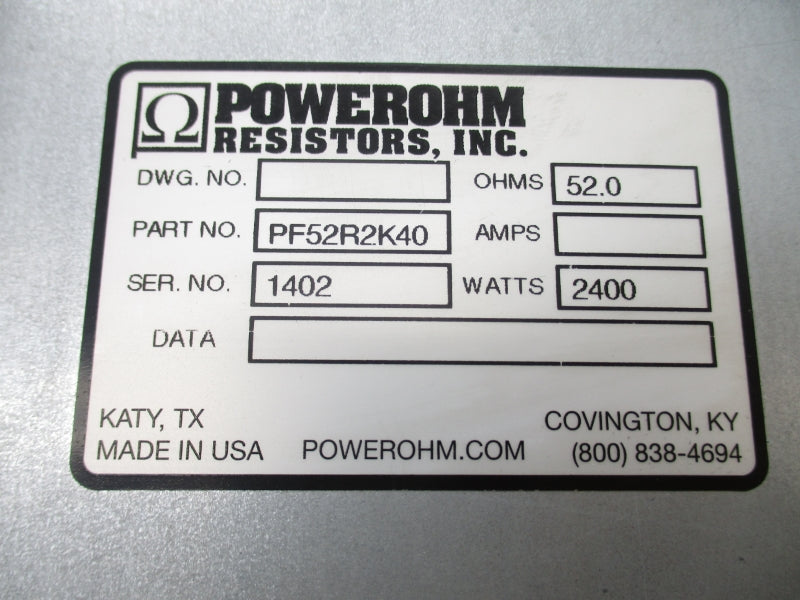 Ω POWEROHM
RESISTORS, INC.
DWG. NO. OHMS 52.0
PART NO. PF52R2K40 AMPS
SER. NO. 1402 WATTS 2400
DATA
KATY, TX COVINGTON, KY
MADE IN USA POWEROHM.COM (800) 838-4694